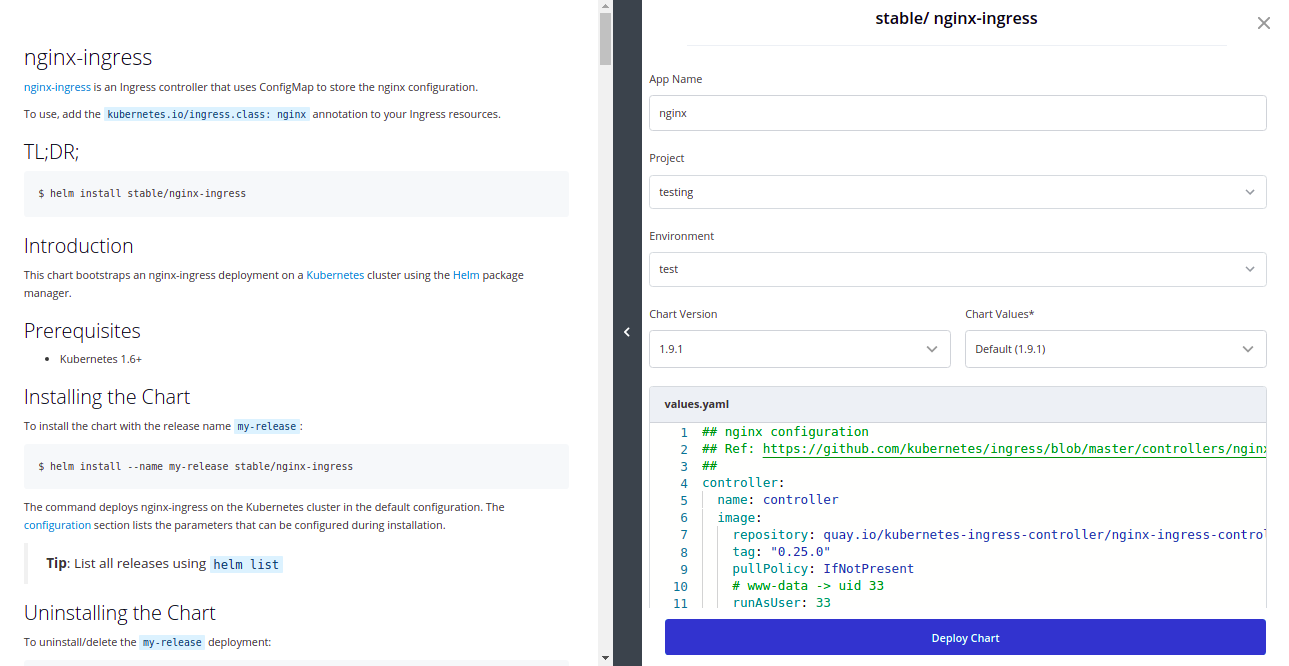 nginx-ingress
nginx-ingress is an Ingress controller that uses ConfigMap to store the nginx configuration.
To use, add the kubernetes.io/ingress.class: nginx annotation to your Ingress resources.
TL;DR;
$ helm install stable/nginx-ingress
Introduction
This chart bootstraps an nginx-ingress deployment on a Kubernetes cluster using the Helm package
manager.
Prerequisites
• Kubernetes 1.6+
Installing the Chart
To install the chart with the release name my-release:
$ helm install --name my-release stable/nginx-ingress
The command deploys nginx-ingress on the Kubernetes cluster in the default configuration. The
configuration section lists the parameters that can be configured during installation.
Tip: List all releases using helm list
Uninstalling the Chart
To uninstall/delete the my-release deployment:
stable/ nginx-ingress
App Name
nginx
Project
testing
Environment
test
Chart Version
Chart Values*
1.9.1
Default (1.9.1)
values.yaml
1 ## nginx configuration
2 ## Ref: https://github.com/kubernetes/ingress/blob/master/controllers/nginx
3 ##
4 controller:
5 name: controller
6 image:
7 repository: quay.io/kubernetes-ingress-controller/nginx-ingress-control
8 tag: "0.25.0"
9 pullPolicy: IfNotPresent
10 # www-data -> uid 33
11 runAsUser: 33
Deploy Chart